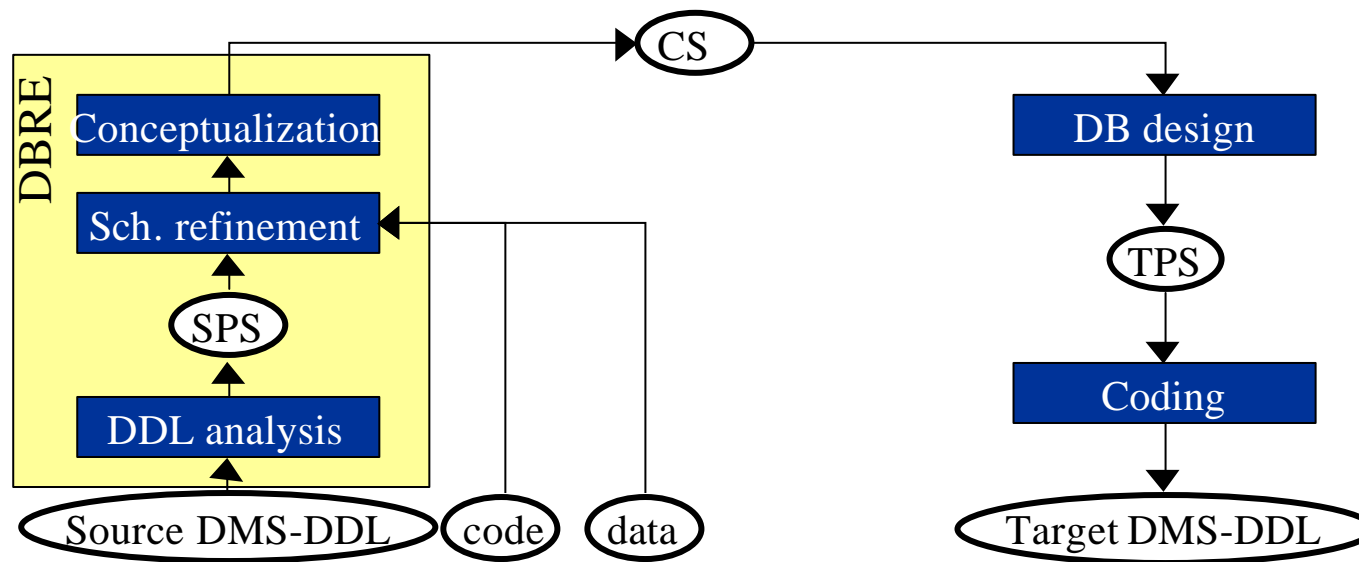 CS
DBRE
Conceptualization
DB design
Sch. refinement
TPS
SPS
Coding
DDL analysis
Source DMS-DDL
code
data
Target DMS-DDL